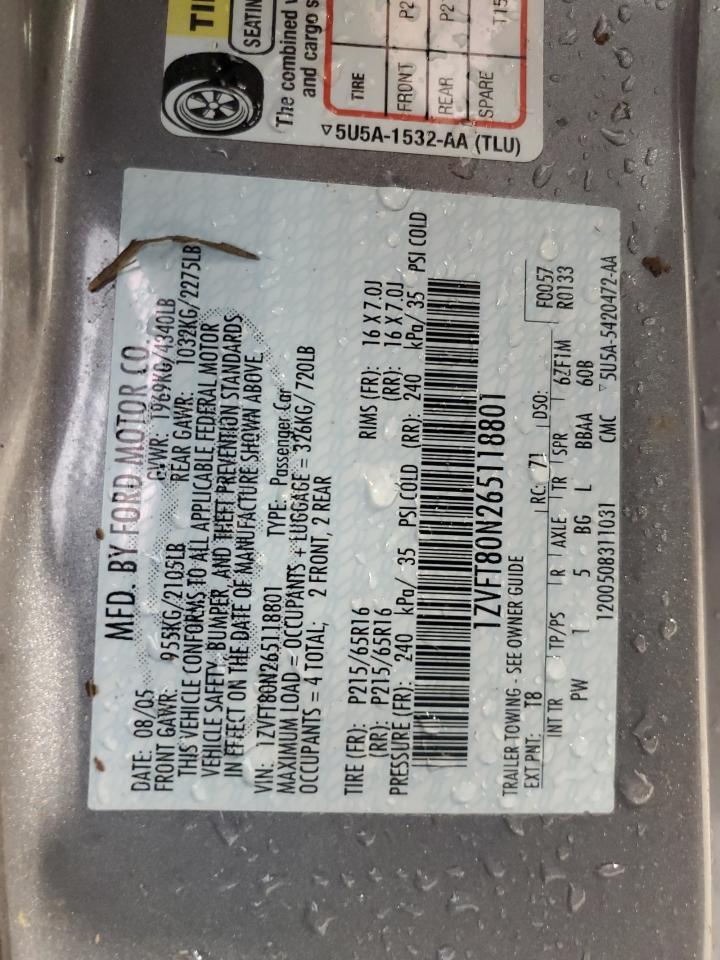 MFD. BY FORD MOTOR CO.
DATE: 08/05 GVWR: 1969KG/4340LB
FRONT GAWR: 955KG/2105LB REAR GAWR: 1032KG/2275LB
THIS VEHICLE CONFORMS TO ALL APPLICABLE FEDERAL MOTOR
VEHICLE SAFETY, BUMPER, AND THEFT PREVENTION STANDARDS
IN EFFECT ON THE DATE OF MANUFACTURE SHOWN ABOVE
VIN: 1ZVFT80N265118801 TYPE: Passenger Car
MAXIMUM LOAD = OCCUPANTS + LUGGAGE = 326KG/720LB
OCCUPANTS = 4 TOTAL; 2 FRONT, 2 REAR
TIRE (FR): P215/65R16 RIMS (FR): 16 X 7.0J
(RR): P215/65R16 (RR): 16 X 7.0J
PRESSURE (FR): 240 kPa/ 35 PSI COLD (RR): 240 kPa/ 35 PSI COLD
1ZVFT80N265118801
TRAILER-TOWING - SEE OWNER GUIDE
EXT PNT: T8 RC: 71 DSO: F0057
R0133
INT TR TP/PS R AXLE TR SPR 6ZF1M
PW 1 5 BG L BBAA 60B
1200508311031 CMC ▽5U5A-5420472-AA
TI
SEATIN
The combined
and cargo s
TIRE
FRONT P2
REAR P2
SPARE T15
▽5U5A-1532-AA (TLU)